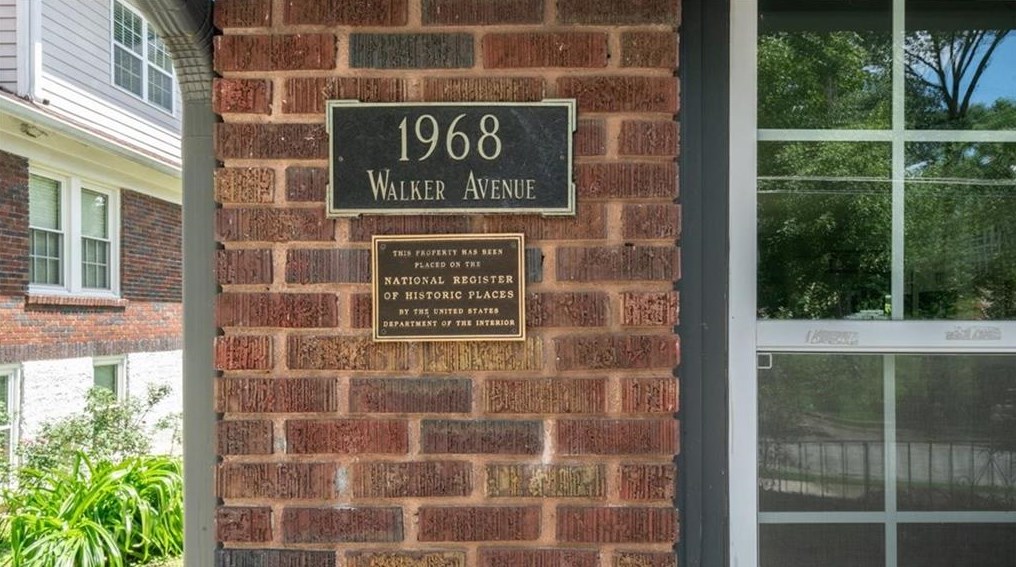 1968
WALKER AVENUE
THIS PROPERTY HAS BEEN
PLACED ON THE
NATIONAL REGISTER
OF HISTORIC PLACES
BY THE UNITED STATES
DEPARTMENT OF THE INTERIOR